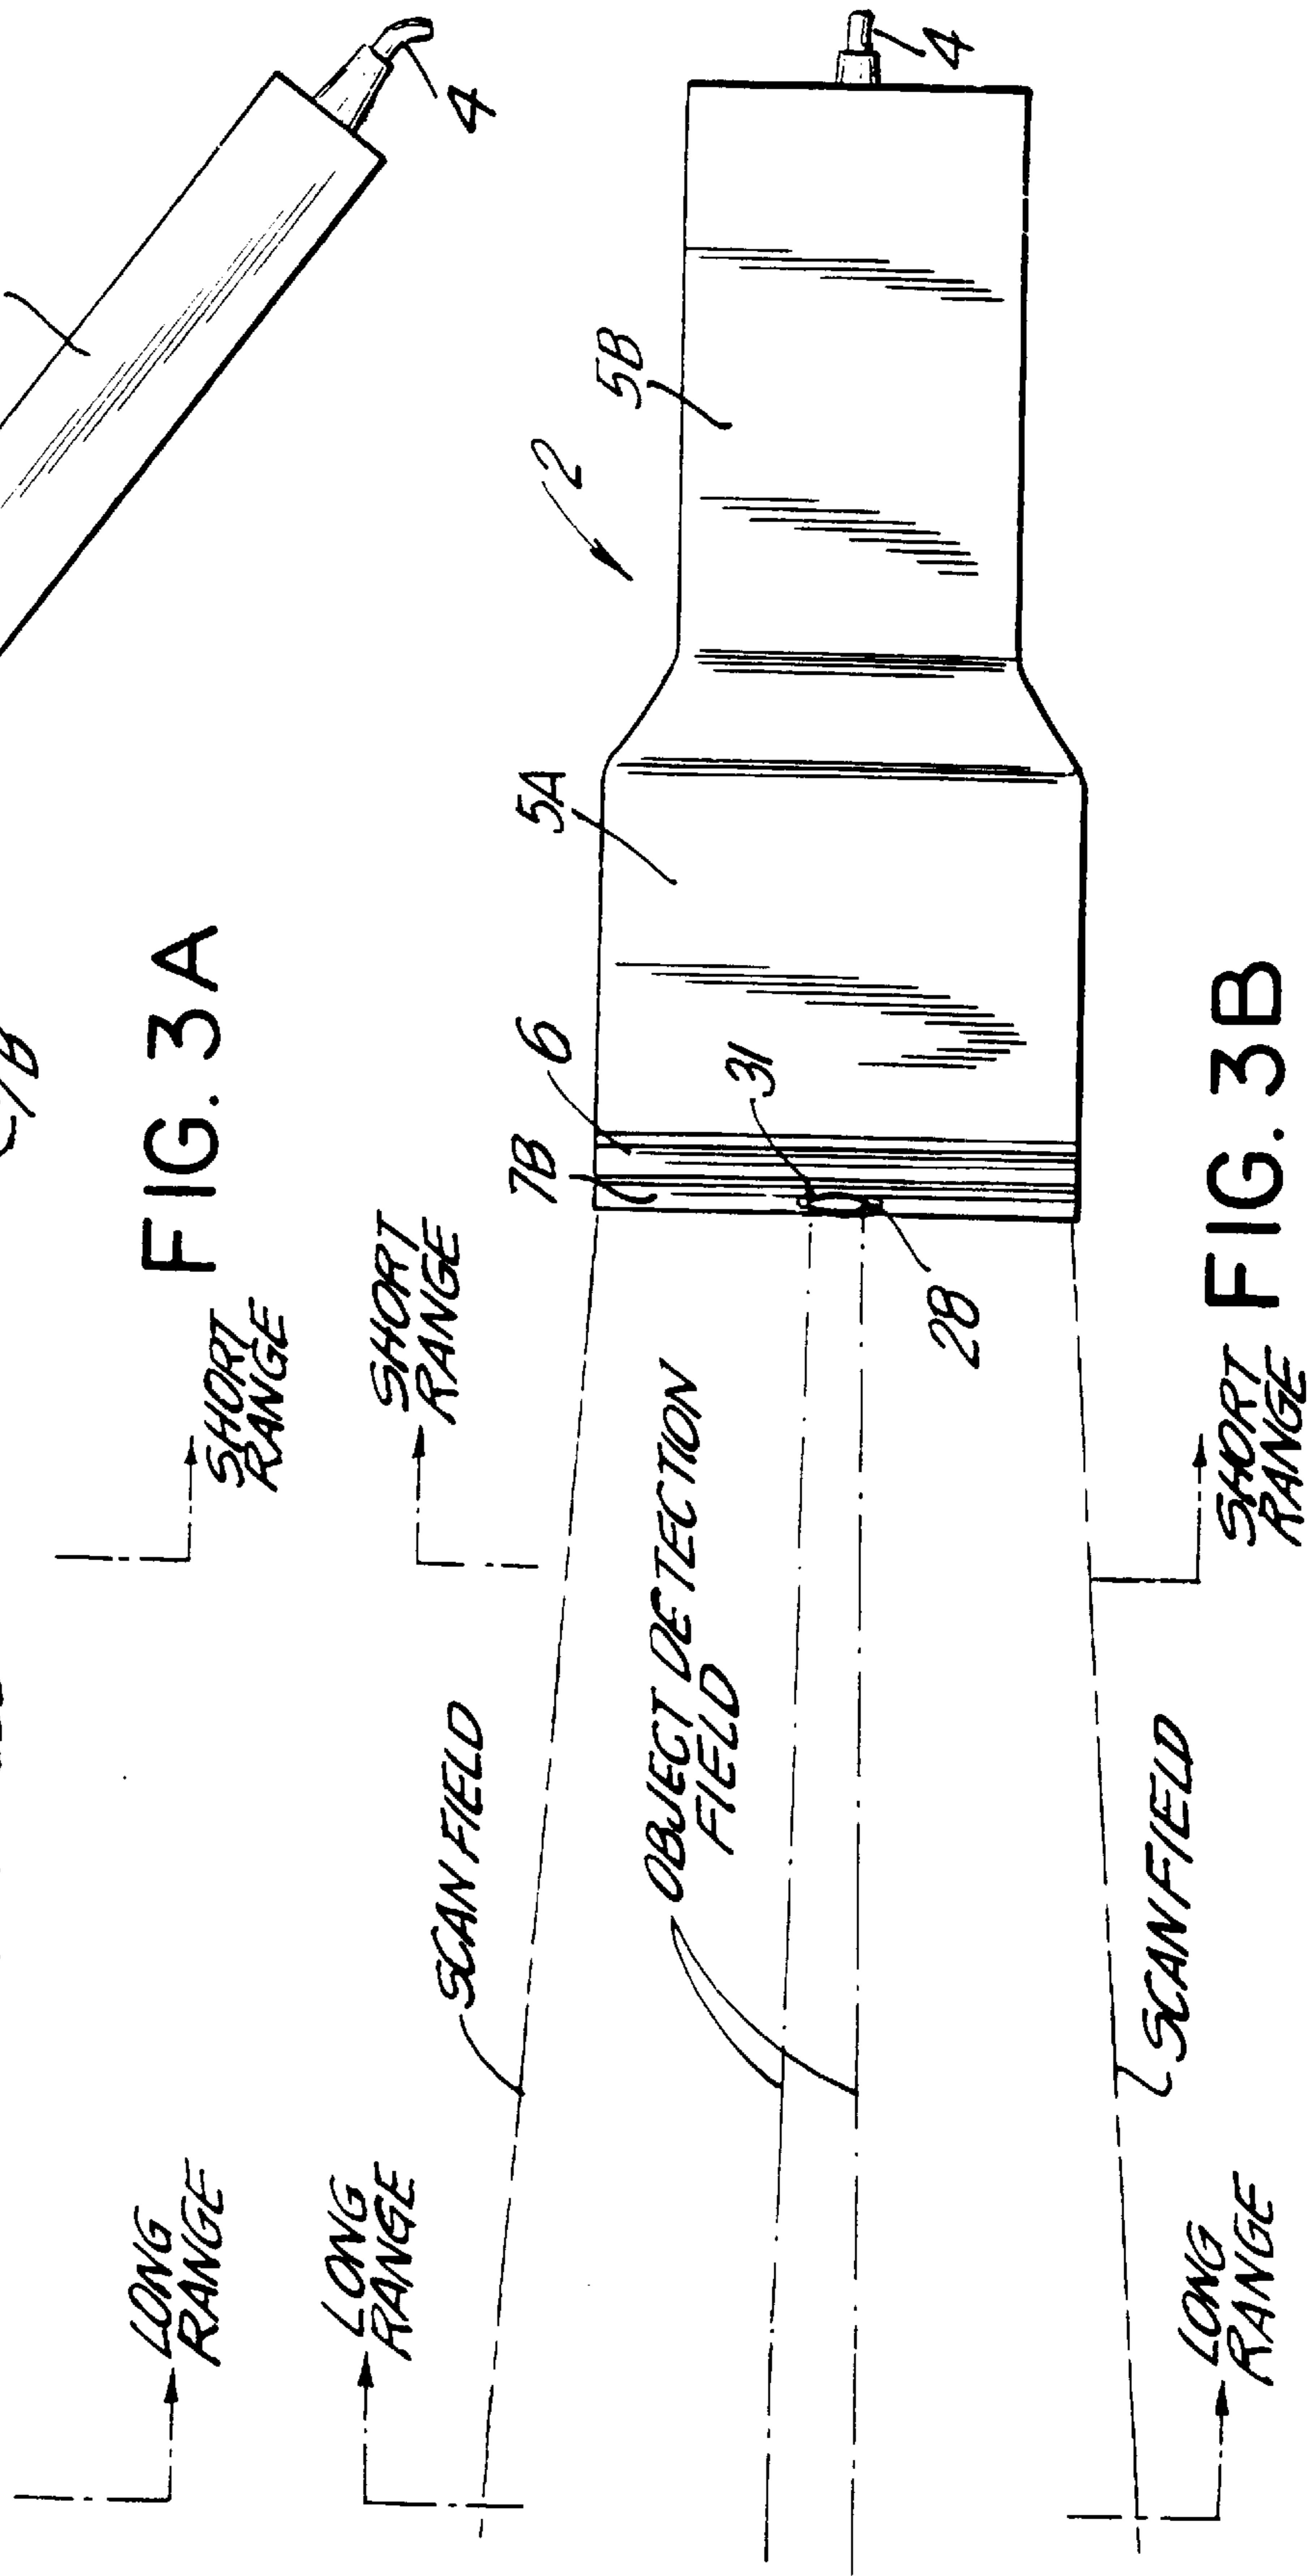 4
7B
FIG. 3A
SHORT
RANGE
LONG
RANGE
LONG
RANGE
SHORT
RANGE
SCAN FIELD
OBJECT DETECTION
FIELD
7B
6
5A
2
5B
31
28
4
SCAN FIELD
LONG
RANGE
SHORT
RANGE
FIG. 3B